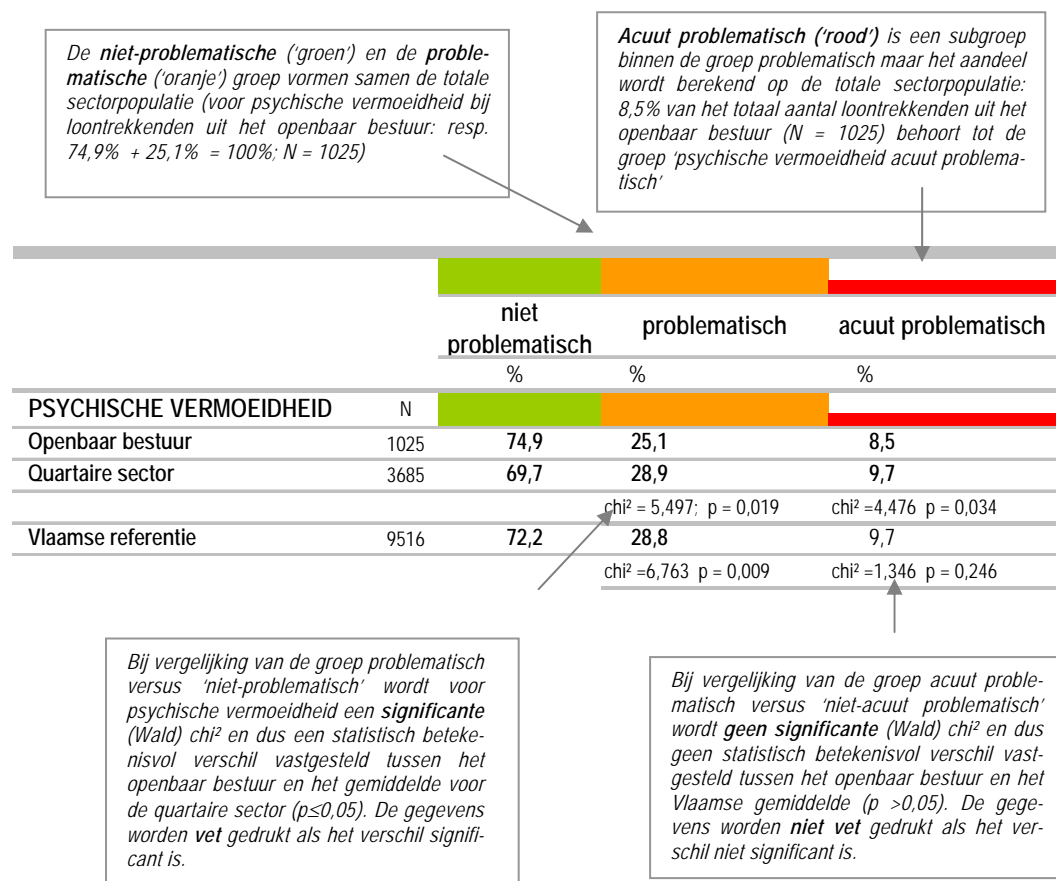 De niet-problematische (‘groen’) en de proble-
matische (‘oranje’) groep vormen samen de totale
sectorpopulatie (voor psychische vermoeidheid bij
loontrekkenden uit het openbaar bestuur: resp.
74,9% + 25,1% = 100%; N = 1025)
Acuut problematisch (‘rood’) is een subgroep
binnen de groep problematisch maar het aandeel
wordt berekend op de totale sectorpopulatie:
8,5% van het totaal aantal loontrekkenden uit het
openbaar bestuur (N = 1025) behoort tot de
groep ‘psychische vermoeidheid acuut problema-
tisch’
niet
problematisch
problematisch
acuut problematisch
% % %
PSYCHISCHE VERMOEIDHEID N
Openbaar bestuur 1025 74,9 25,1 8,5
Quartaire sector 3685 69,7 28,9 9,7
chi² = 5,497; p = 0,019 chi² =4,476 p = 0,034
Vlaamse referentie 9516 72,2 28,8 9,7
chi² =6,763 p = 0,009 chi² =1,346 p = 0,246
Bij vergelijking van de groep problematisch
versus ‘niet-problematisch’ wordt voor
psychische vermoeidheid een significante
(Wald) chi² en dus een statistisch beteke-
nisvol verschil vastgesteld tussen het
openbaar bestuur en het gemiddelde voor
de quartaire sector (p≤0,05). De gegevens
worden vet gedrukt als het verschil signifi-
cant is.
Bij vergelijking van de groep acuut proble-
matisch versus ‘niet-acuut problematisch’
wordt geen significante (Wald) chi² en dus
geen statistisch betekenisvol verschil vast-
gesteld tussen het openbaar bestuur en het
Vlaamse gemiddelde (p >0,05). De gege-
vens worden niet vet gedrukt als het ver-
schil niet significant is.